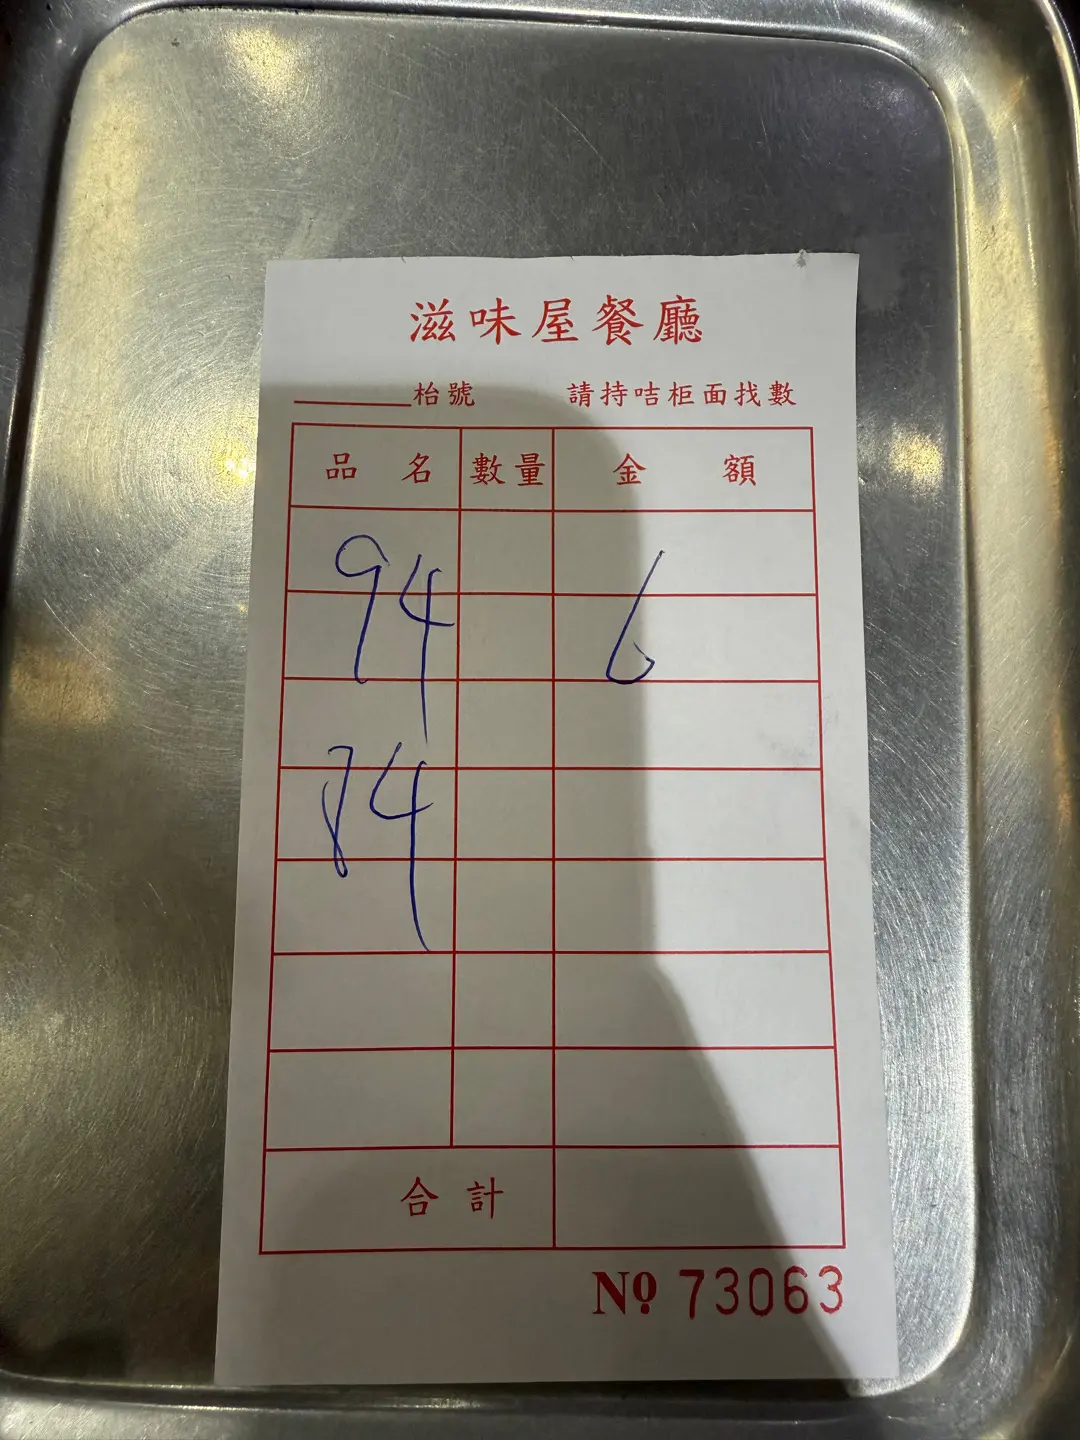 滋味屋餐廳
枱號 請持咭柜面找數
品名 數量 金額
94 6
84
合計
№ 73063